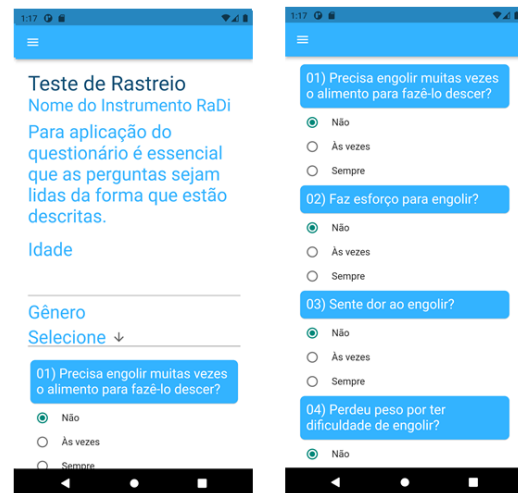 1:17
Teste de Rastreio
Nome do Instrumento RaDi
Para aplicação do
questionário é essencial
que as perguntas sejam
lidas da forma que estão
descritas.
Idade
Gênero
Selecione
01) Precisa engolir muitas vezes
o alimento para fazê-lo descer?
Não
Às vezes
Sempre
1:17
01) Precisa engolir muitas vezes
o alimento para fazê-lo descer?
Não
Às vezes
Sempre
02) Faz esforço para engolir?
Não
Às vezes
Sempre
03) Sente dor ao engolir?
Não
Às vezes
Sempre
04) Perdeu peso por ter
dificuldade de engolir?
Não